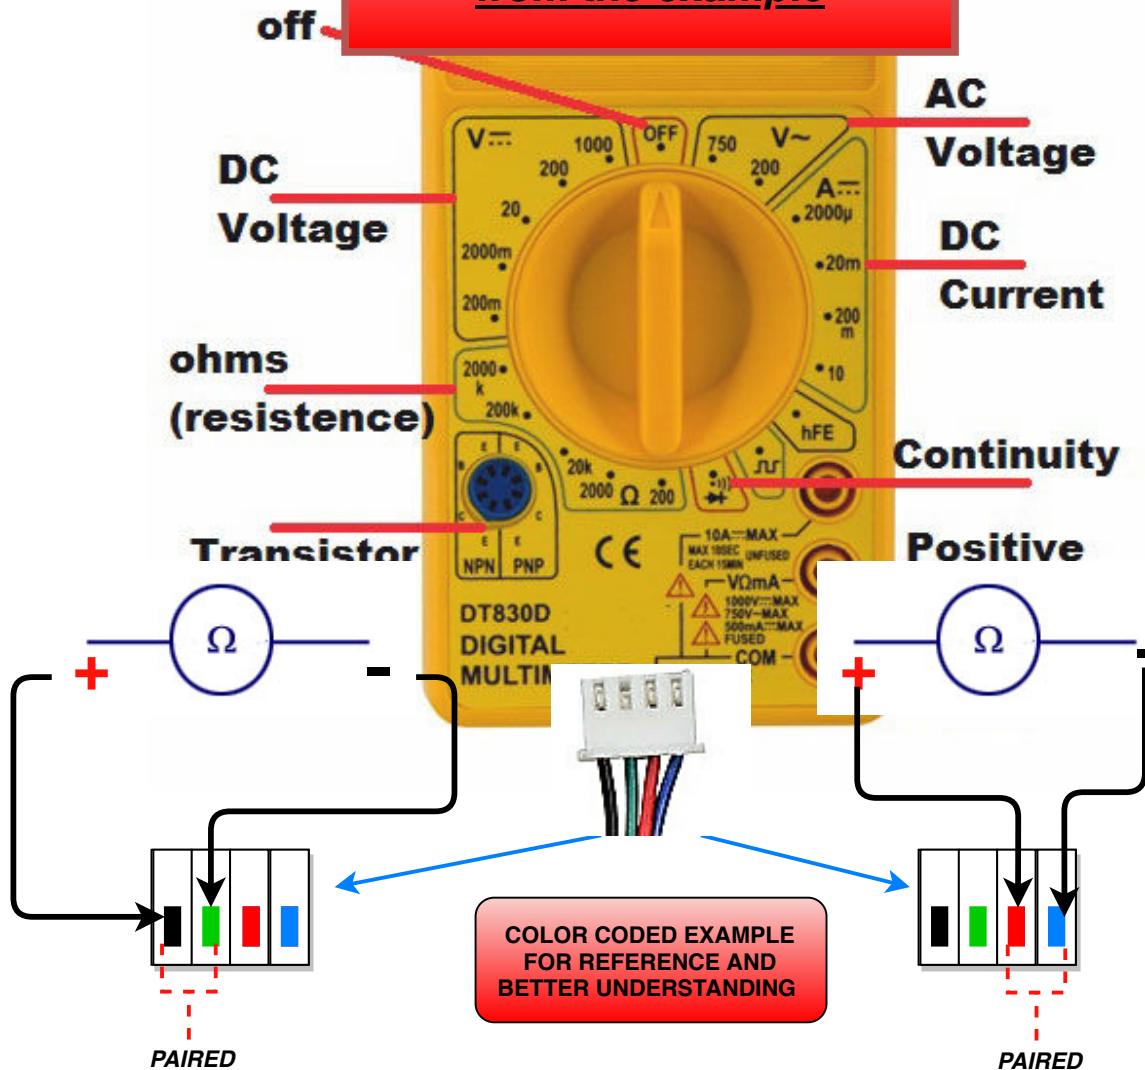 from the example
off
AC
Voltage
DC
Voltage
DC
Current
ohms
(resistence)
Continuity
Transistor
Positive
V
1000
200
20
2000m
200m
OFF
750
V~
200
A
2000µ
20m
200
m
10
hFE
2000
k
200k
20k
2000
Ω
200
E
E
B
B
C
C
E
E
NPN
PNP
CE
10A MAX
MAX 10SEC
EACH 15MIN
UNFUSED
VΩmA
1000V MAX
750V~MAX
500mA MAX
FUSED
COM
DT830D
DIGITAL
Ω
+
-
Ω
+
-
COLOR CODED EXAMPLE
FOR REFERENCE AND
BETTER UNDERSTANDING
PAIRED
PAIRED